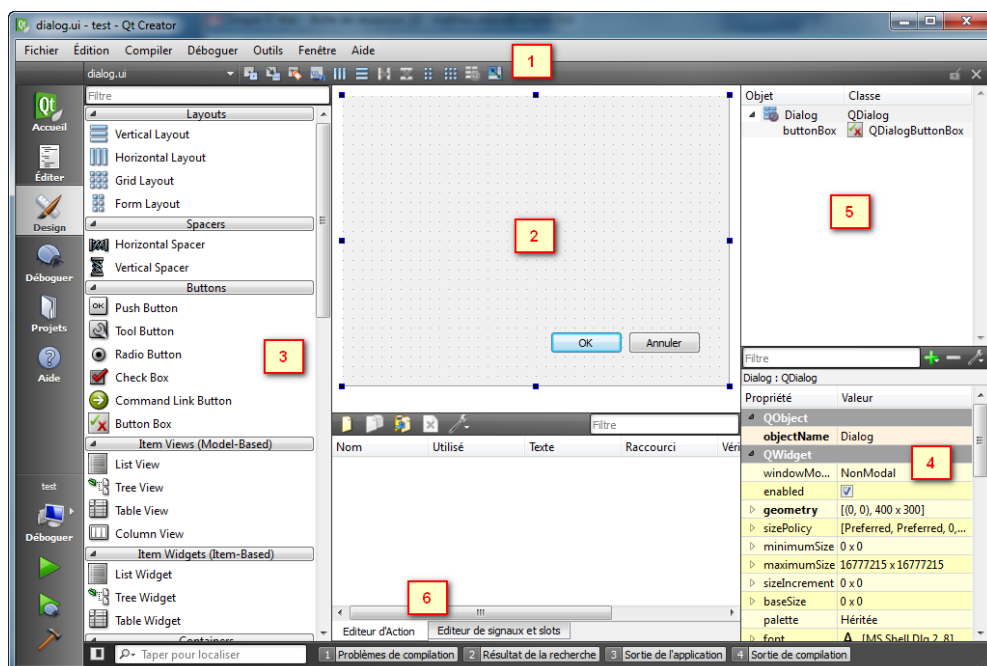 dialog.ui - test - Qt Creator
Fichier Édition Compiler Déboguer Outils Fenêtre Aide
1
dialog.ui
Accueil
Éditer
Design
Déboguer
Projets
Aide
test
Déboguer
Filtre
Layouts
Vertical Layout
Horizontal Layout
Grid Layout
Form Layout
Spacers
Horizontal Spacer
Vertical Spacer
Buttons
OK Push Button
Tool Button
Radio Button
3
Check Box
Command Link Button
Button Box
Item Views (Model-Based)
List View
Tree View
Table View
Column View
Item Widgets (Item-Based)
List Widget
Tree Widget
Table Widget
Containers
2
OK Annuler
Filtre
Nom Utilisé Texte Raccourci Véri
6
Editeur d'Action Editeur de signaux et slots
Objet Classe
Dialog QDialog
buttonBox QDialogButtonBox
5
Filtre
Dialog : QDialog
Propriété Valeur
QObject
objectName Dialog
QWidget
4
windowMo... NonModal
enabled
geometry [(0, 0), 400 x 300]
sizePolicy [Preferred, Preferred, 0,...
minimumSize 0 x 0
maximumSize 16777215 x 16777215
sizeIncrement 0 x 0
baseSize 0 x 0
palette Héritée
font A [MS Shell Dlg 2, 8]
Taper pour localiser
1 Problèmes de compilation 2 Résultat de la recherche 3 Sortie de l'application 4 Sortie de compilation